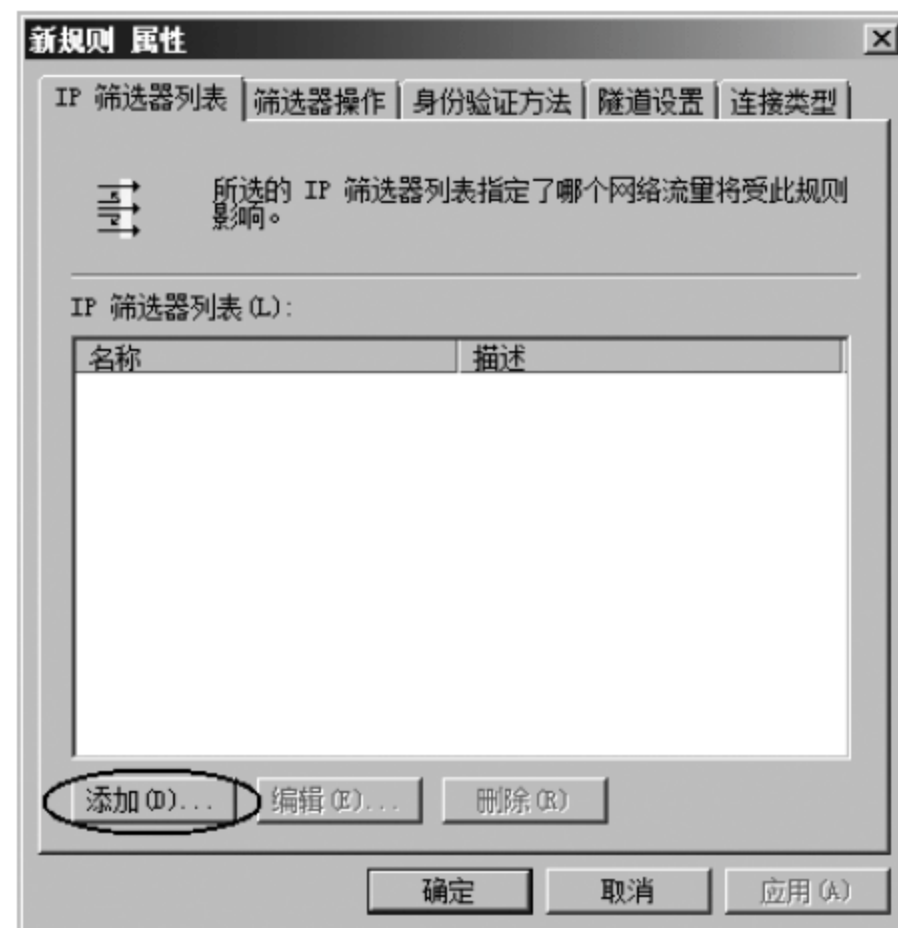 新规则 属性
IP 筛选器列表 筛选器操作 身份验证方法 隧道设置 连接类型
所选的 IP 筛选器列表指定了哪个网络流量将受此规则
影响。
IP 筛选器列表(L):
名称 描述
添加(D)... 编辑(E)... 删除(R)
确定 取消 应用(A)